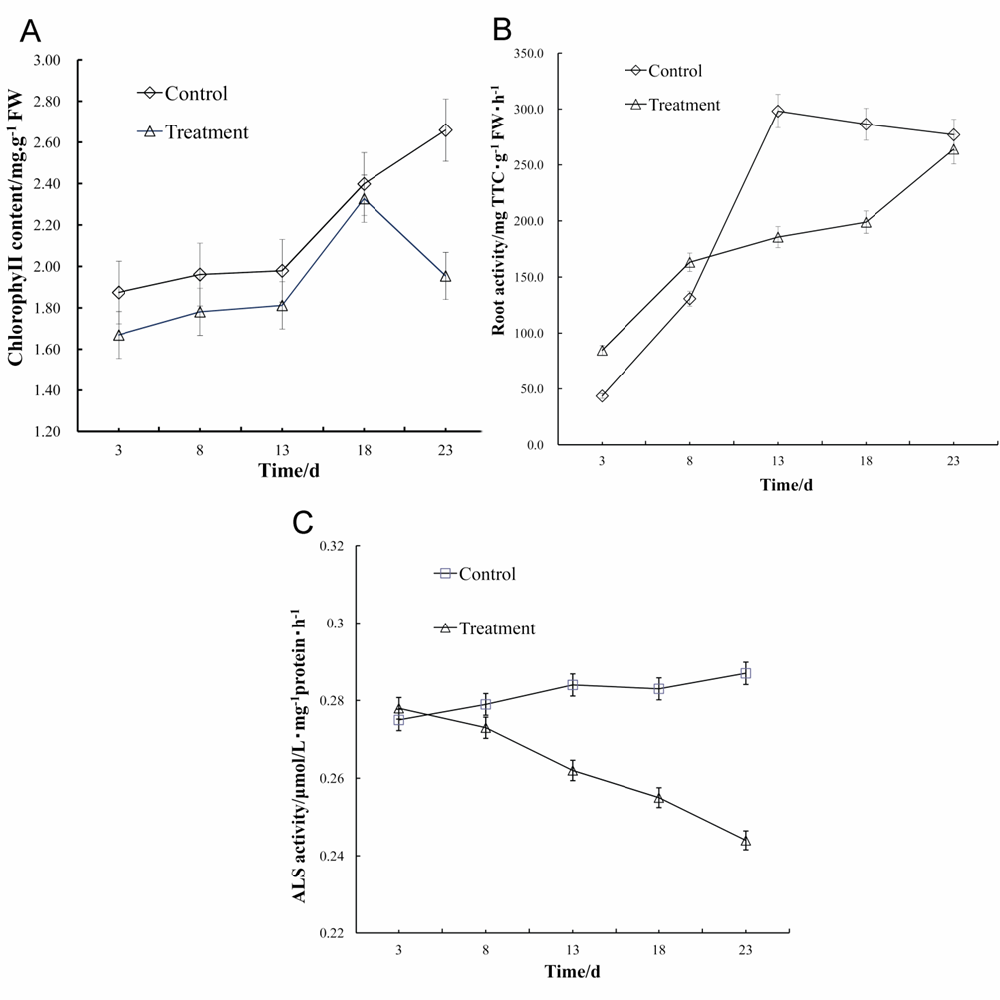 A
3.00
2.80
2.60
2.40
2.20
2.00
1.80
1.60
1.40
1.20
Chlorophyll content/mg.g-1 FW
Control
Treatment
3 8 13 18 23
Time/d
B
350.0
300.0
250.0
200.0
150.0
100.0
50.0
0.0
Root activity/mg TTC·g-1 FW·h-1
Control
Treatment
3 8 13 18 23
Time/d
C
0.32
0.3
0.28
0.26
0.24
0.22
ALS activity/μmol/L·mg-1protein·h-1
Control
Treatment
3 8 13 18 23
Time/d